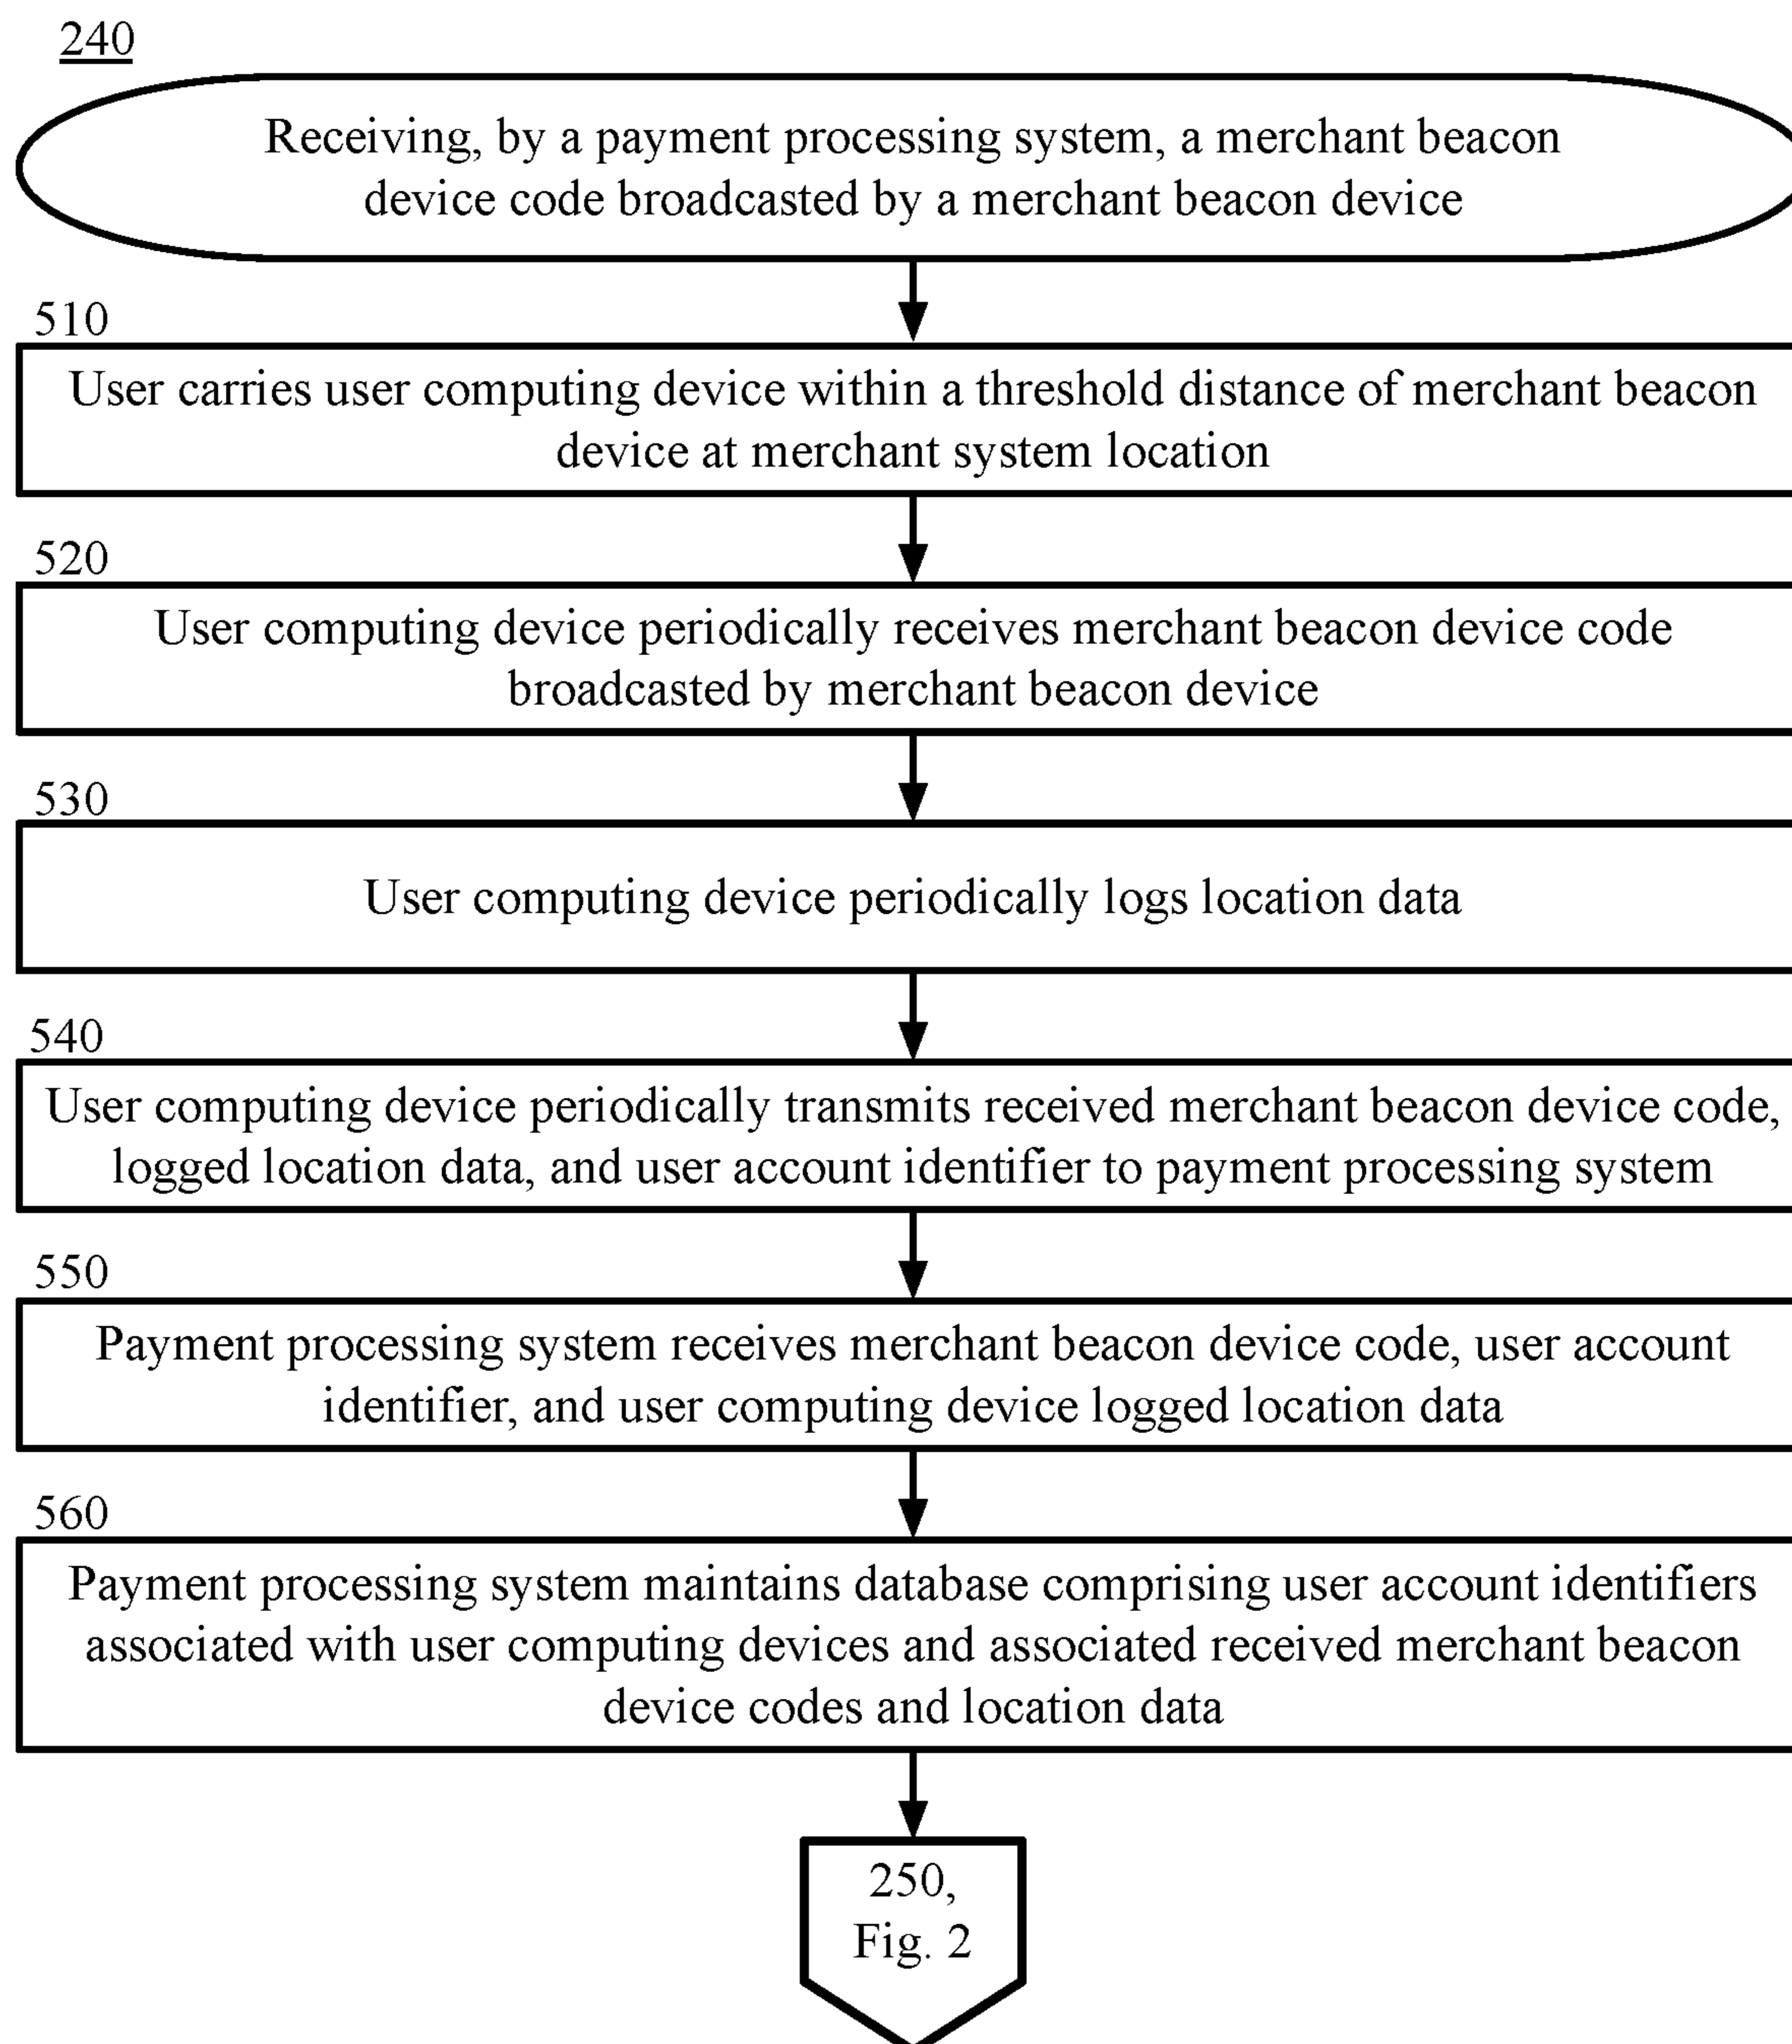 240
Receiving, by a payment processing system, a merchant beacon
device code broadcasted by a merchant beacon device
510
User carries user computing device within a threshold distance of merchant beacon
device at merchant system location
520
User computing device periodically receives merchant beacon device code
broadcasted by merchant beacon device
530
User computing device periodically logs location data
540
User computing device periodically transmits received merchant beacon device code,
logged location data, and user account identifier to payment processing system
550
Payment processing system receives merchant beacon device code, user account
identifier, and user computing device logged location data
560
Payment processing system maintains database comprising user account identifiers
associated with user computing devices and associated received merchant beacon
device codes and location data
250,
Fig. 2